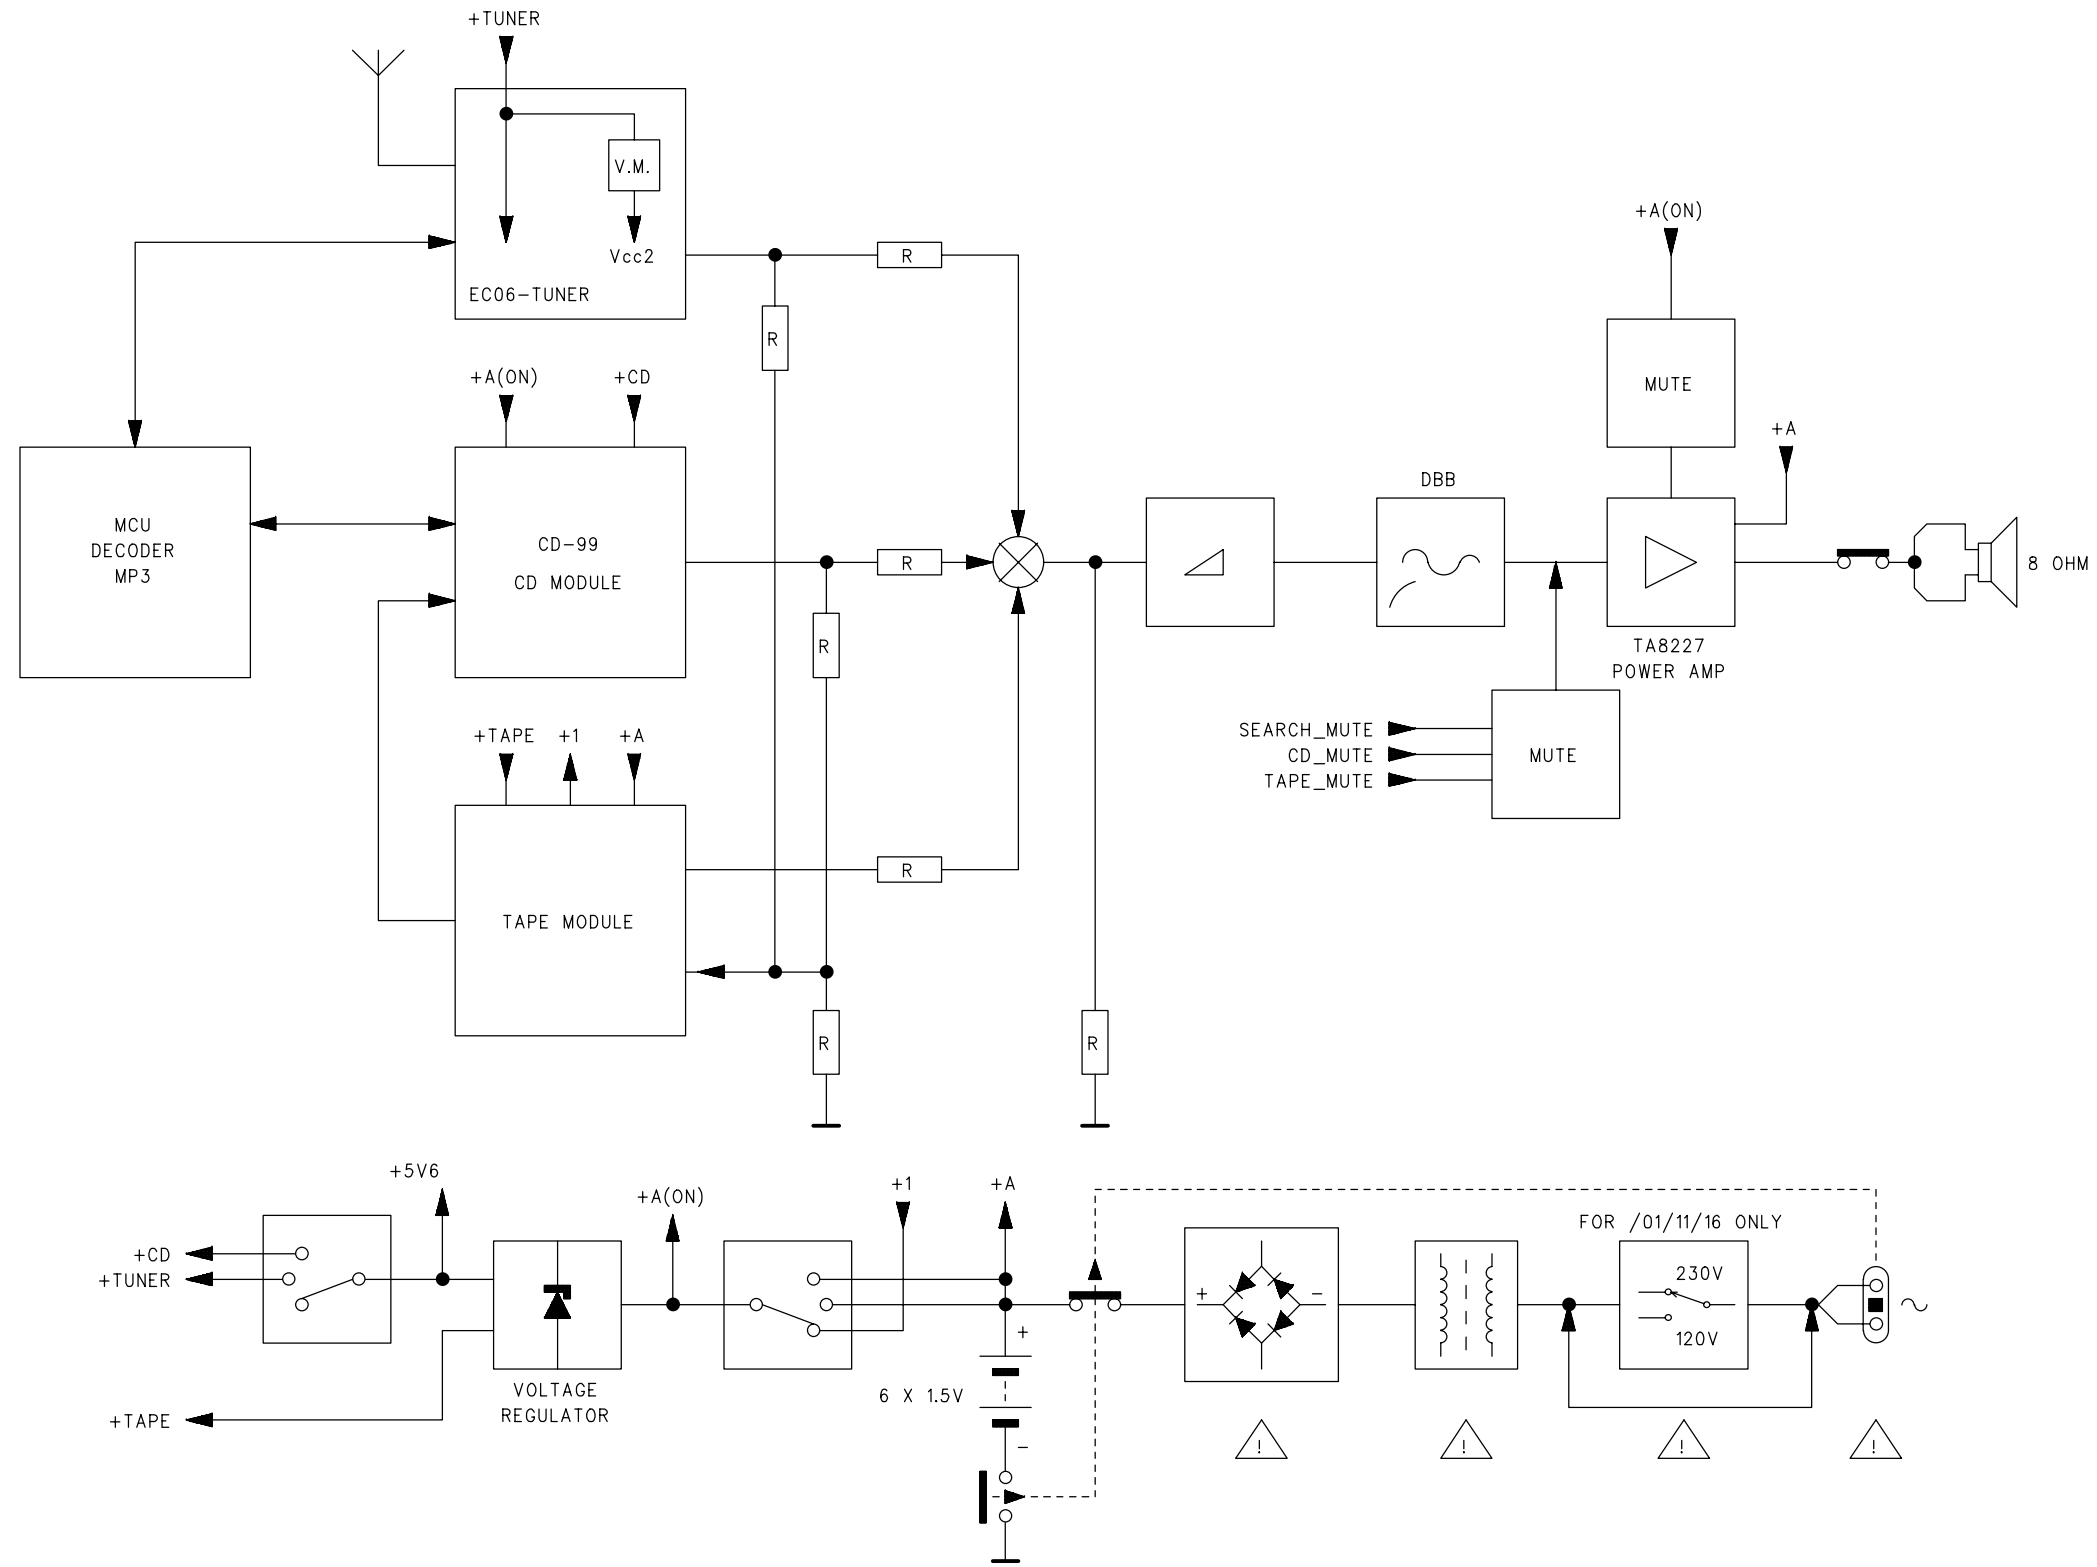 +TUNER
V.M.
Vcc2
EC06-TUNER
R
R
+A(ON)
+CD
+A(ON)
MUTE
+A
MCU
DECODER
MP3
CD-99
CD MODULE
R
R
DBB
8 OHM
TA8227
POWER AMP
SEARCH_MUTE
CD_MUTE
TAPE_MUTE
MUTE
+TAPE
+1
+A
R
TAPE MODULE
R
R
+5V6
+A(ON)
+1
+A
FOR /01/11/16 ONLY
+CD
+TUNER
+TAPE
VOLTAGE
REGULATOR
+
6 X 1.5V
-
+
-
230V
120V
!
!
!
!